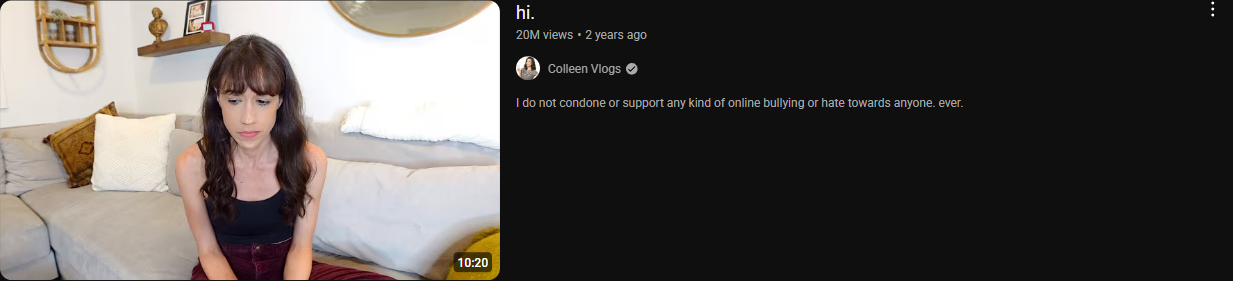 hi.
20M views • 2 years ago
Colleen Vlogs
I do not condone or support any kind of online bullying or hate towards anyone. ever.
10:20